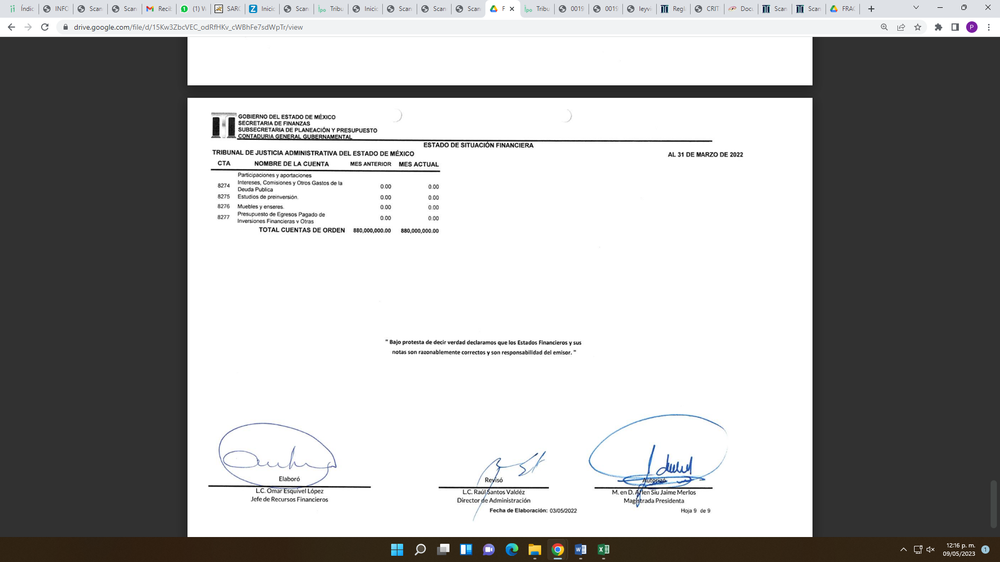 Índic
INFO
Scan
Scan
Recib
(1) W
SARC
Inicio
Scan
Tribu
Inicio
Scan
Scan
Scan
F
Tribu
0019
0019
leyvi
Regla
CRIT
Docu
Scan
Scan
FRAC
drive.google.com/file/d/15Kw3ZbcVEC_odRfHKv_cWBhFe7sdWpTr/view
P
GOBIERNO DEL ESTADO DE MÉXICO
SECRETARIA DE FINANZAS
SUBSECRETARIA DE PLANEACIÓN Y PRESUPUESTO
CONTADURIA GENERAL GUBERNAMENTAL
ESTADO DE SITUACIÓN FINANCIERA
TRIBUNAL DE JUSTICIA ADMINISTRATIVA DEL ESTADO DE MÉXICO
AL 31 DE MARZO DE 2022
CTA NOMBRE DE LA CUENTA MES ANTERIOR MES ACTUAL
Participaciones y aportaciones
8274 Intereses, Comisiones y Otros Gastos de la Deuda Publica 0.00 0.00
8275 Estudios de preinversión. 0.00 0.00
8276 Muebles y enseres. 0.00 0.00
8277 Presupuesto de Egresos Pagado de Inversiones Financieras y Otras 0.00 0.00
TOTAL CUENTAS DE ORDEN 880,000,000.00 880,000,000.00
" Bajo protesta de decir verdad declaramos que los Estados Financieros y sus
notas son razonablemente correctos y son responsabilidad del emisor. "
Elaboró
L.C. Omar Esquivel López
Jefe de Recursos Financieros
Revisó
L.C. Raúl Santos Valdéz
Director de Administración
Autorizó
M. en D. Arlen Siu Jaime Merlos
Magistrada Presidenta
Fecha de Elaboración: 03/05/2022
Hoja 9 de 9
12:16 p. m.
09/05/2023
1